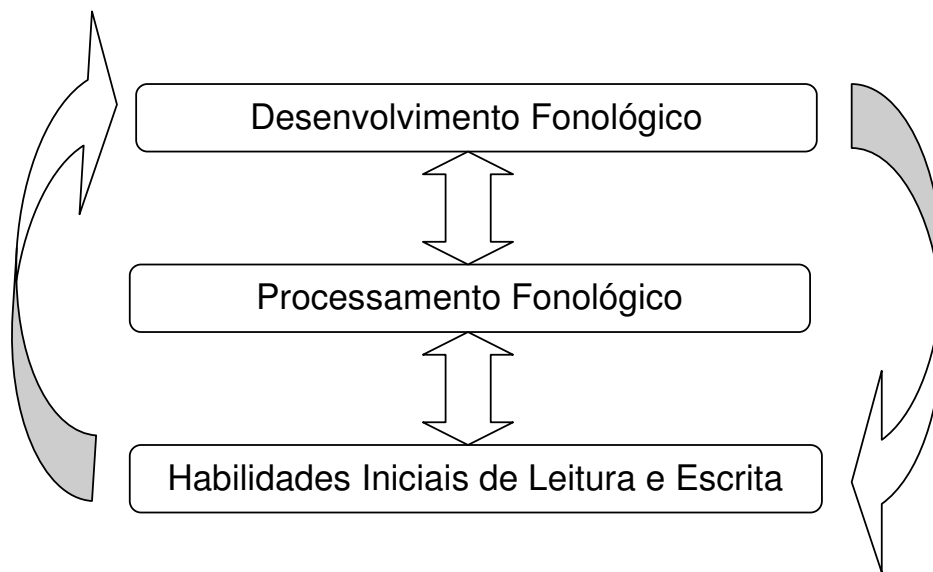 Desenvolvimento Fonológico
Processamento Fonológico
Habilidades Iniciais de Leitura e Escrita